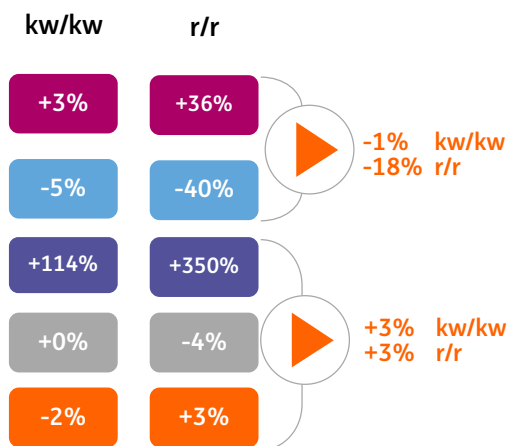 kw/kw r/r
+3% +36%
-1% kw/kw
-18% r/r
-5% -40%
+114% +350%
+3% kw/kw
+3% r/r
+0% -4%
-2% +3%